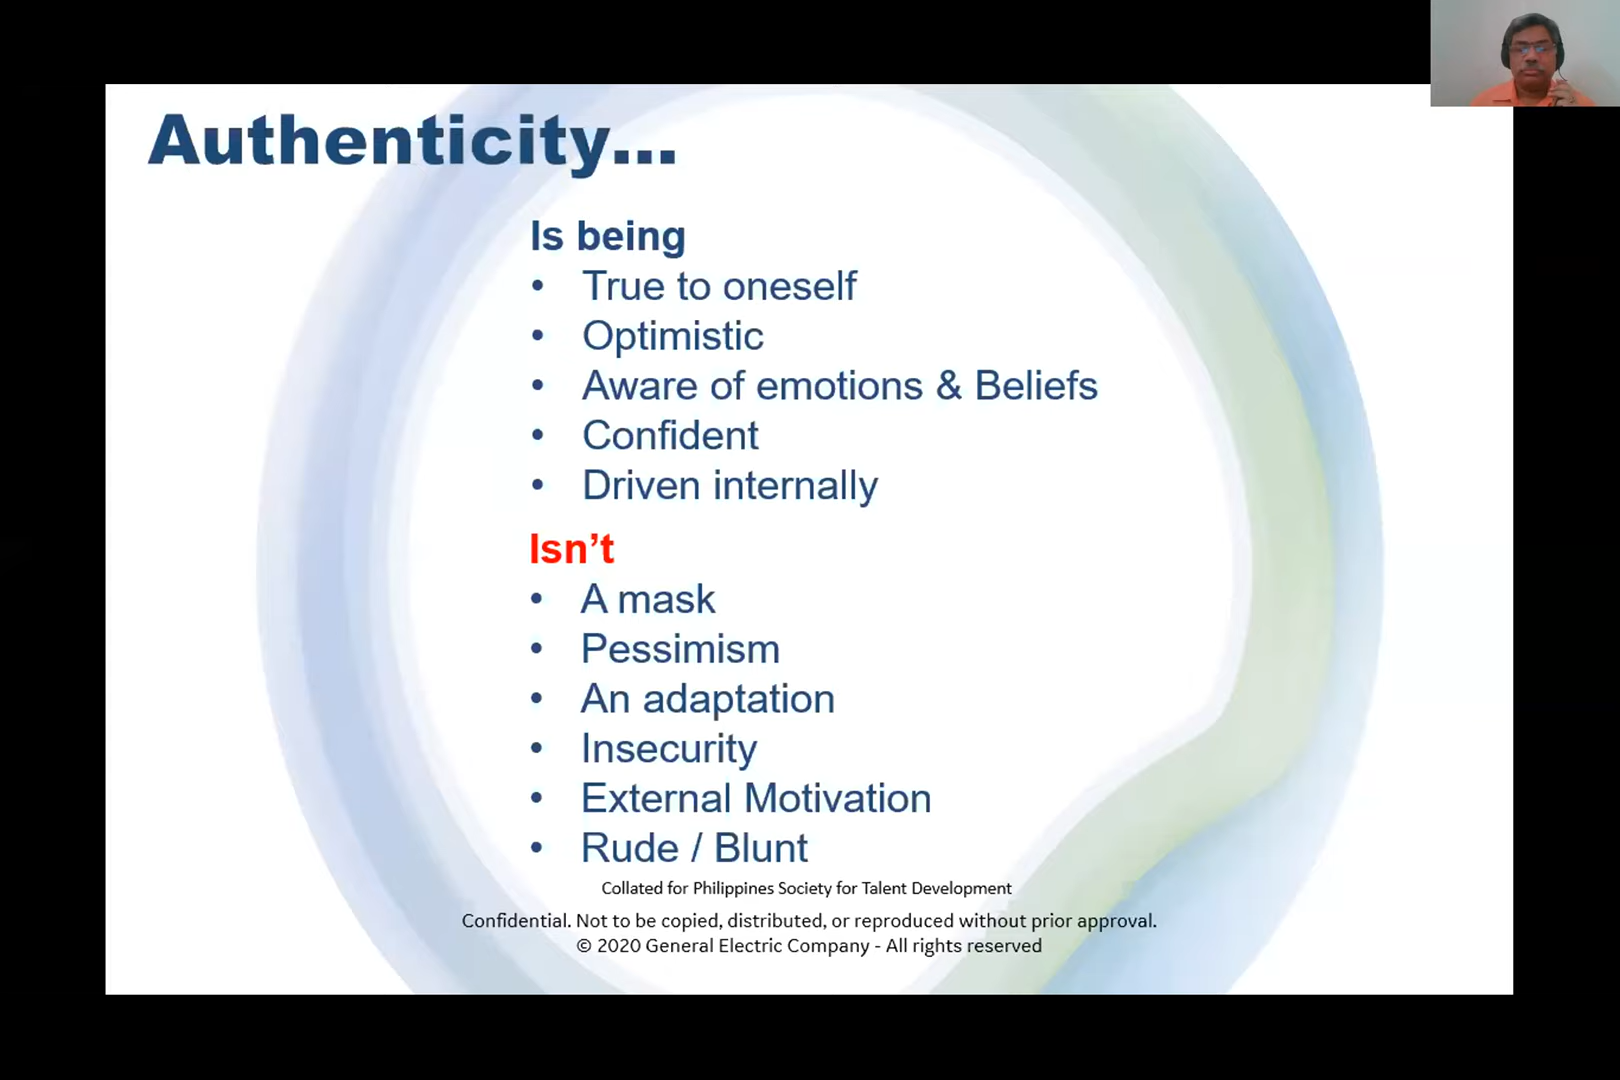 Authenticity...
Is being
• True to oneself
• Optimistic
• Aware of emotions & Beliefs
• Confident
• Driven internally
Isn’t
• A mask
• Pessimism
• An adaptation
• Insecurity
• External Motivation
• Rude / Blunt
Collated for Philippines Society for Talent Development
Confidential. Not to be copied, distributed, or reproduced without prior approval.
© 2020 General Electric Company - All rights reserved